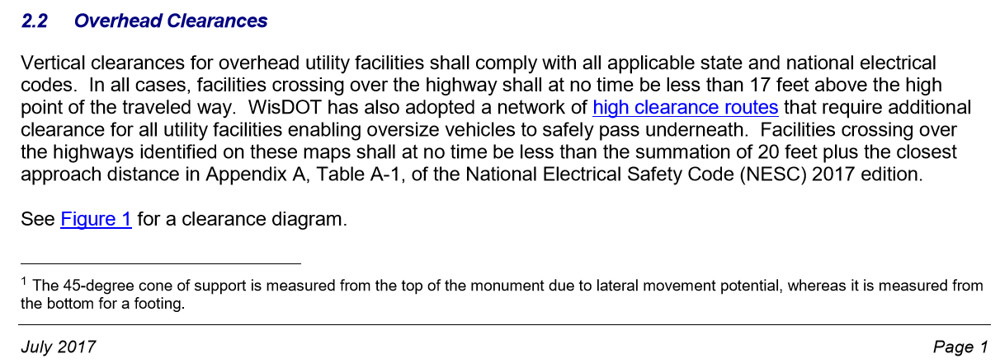 2.2 Overhead Clearances
Vertical clearances for overhead utility facilities shall comply with all applicable state and national electrical
codes. In all cases, facilities crossing over the highway shall at no time be less than 17 feet above the high
point of the traveled way. WisDOT has also adopted a network of high clearance routes that require additional
clearance for all utility facilities enabling oversize vehicles to safely pass underneath. Facilities crossing over
the highways identified on these maps shall at no time be less than the summation of 20 feet plus the closest
approach distance in Appendix A, Table A-1, of the National Electrical Safety Code (NESC) 2017 edition.
See Figure 1 for a clearance diagram.
1 The 45-degree cone of support is measured from the top of the monument due to lateral movement potential, whereas it is measured from
the bottom for a footing.
July 2017 Page 1